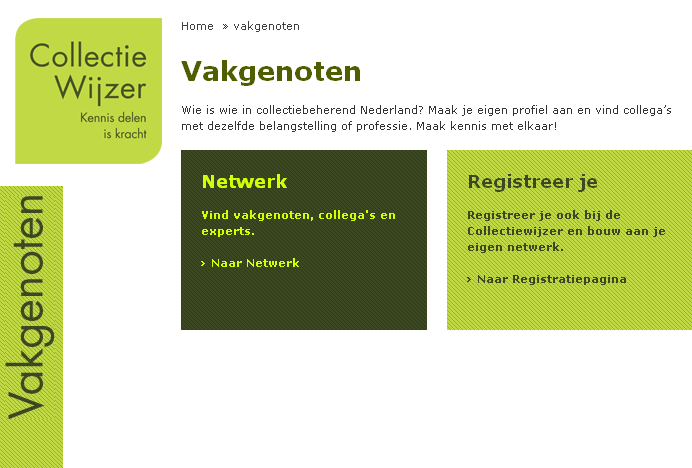 Collectie
Wijzer
Kennis delen
is kracht
Vakgenoten
Home » vakgenoten
Vakgenoten
Wie is wie in collectiebeherend Nederland? Maak je eigen profiel aan en vind collega’s
met dezelfde belangstelling of professie. Maak kennis met elkaar!
Netwerk
Vind vakgenoten, collega's en
experts.
› Naar Netwerk
Registreer je
Registreer je ook bij de
Collectiewijzer en bouw aan je
eigen netwerk.
› Naar Registratiepagina